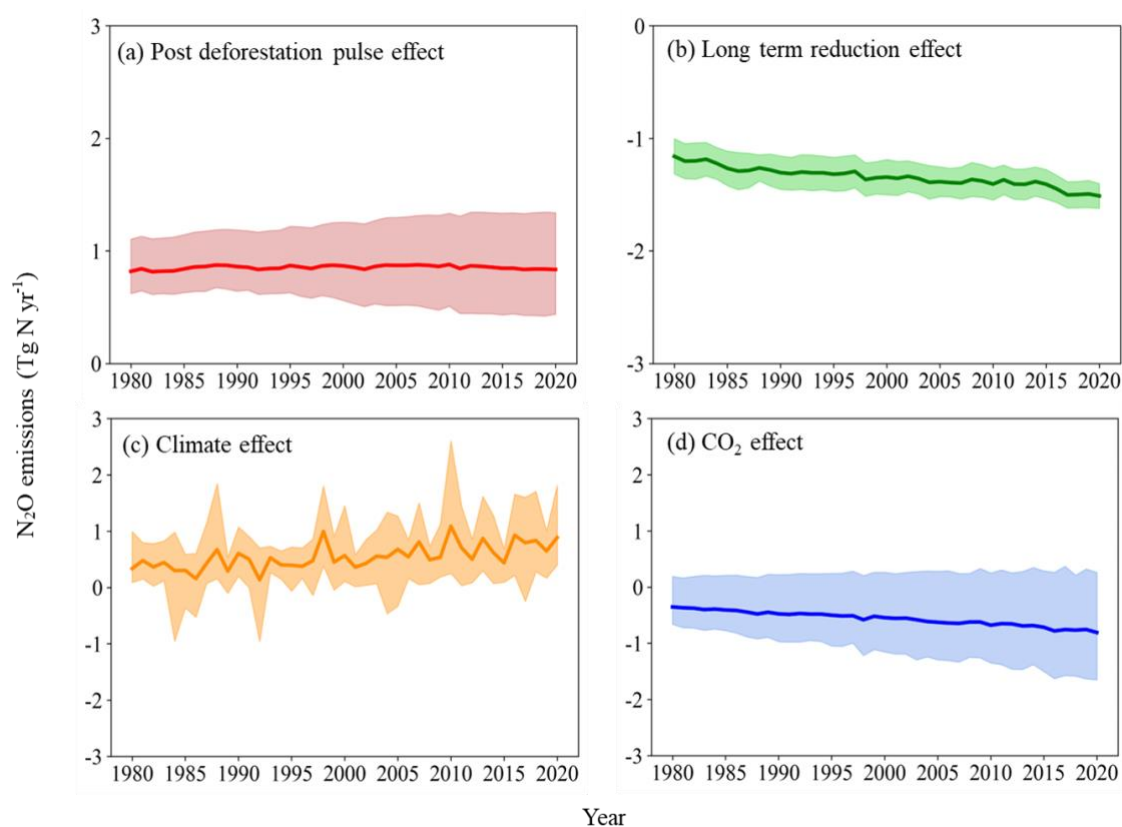 N₂O emissions (Tg N yr⁻¹)
(a) Post deforestation pulse effect
3
2
1
0
1980 1985 1990 1995 2000 2005 2010 2015 2020
(b) Long term reduction effect
0
-1
-2
-3
1980 1985 1990 1995 2000 2005 2010 2015 2020
(c) Climate effect
3
2
1
0
-1
-2
-3
1980 1985 1990 1995 2000 2005 2010 2015 2020
(d) CO₂ effect
3
2
1
0
-1
-2
-3
1980 1985 1990 1995 2000 2005 2010 2015 2020
Year